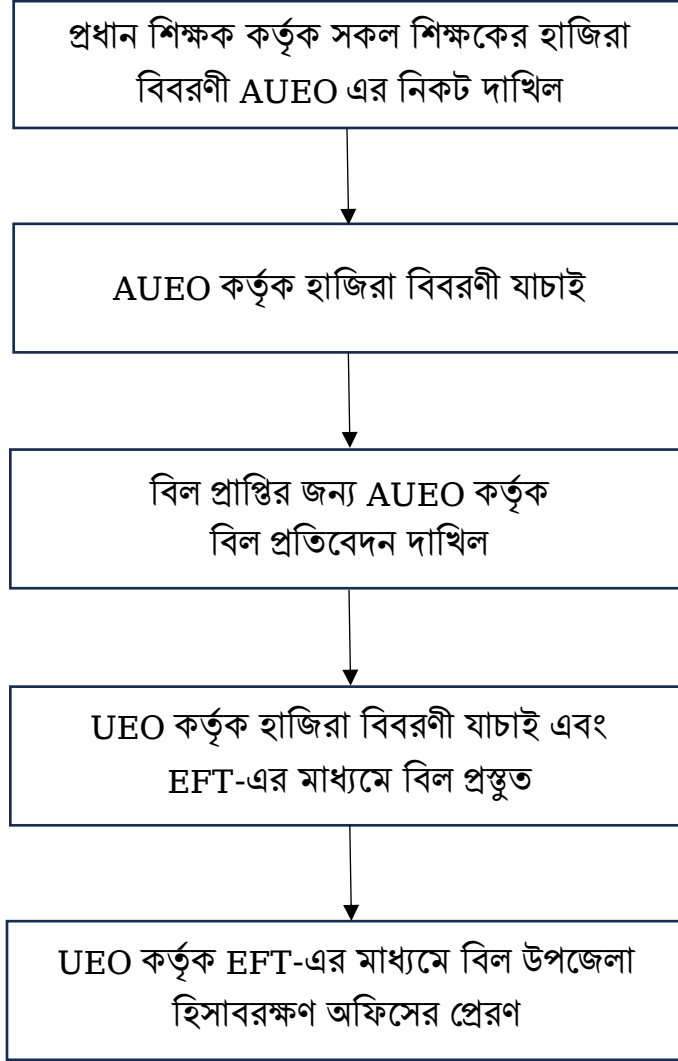 প্রধান শিক্ষক কর্তৃক সকল শিক্ষকের হাজিরা
বিবরণী AUEO এর নিকট দাখিল
AUEO কর্তৃক হাজিরা বিবরণী যাচাই
বিল প্রাপ্তির জন্য AUEO কর্তৃক
বিল প্রতিবেদন দাখিল
UEO কর্তৃক হাজিরা বিবরণী যাচাই এবং
EFT-এর মাধ্যমে বিল প্রস্তুত
UEO কর্তৃক EFT-এর মাধ্যমে বিল উপজেলা
হিসাবরক্ষণ অফিসের প্রেরণ